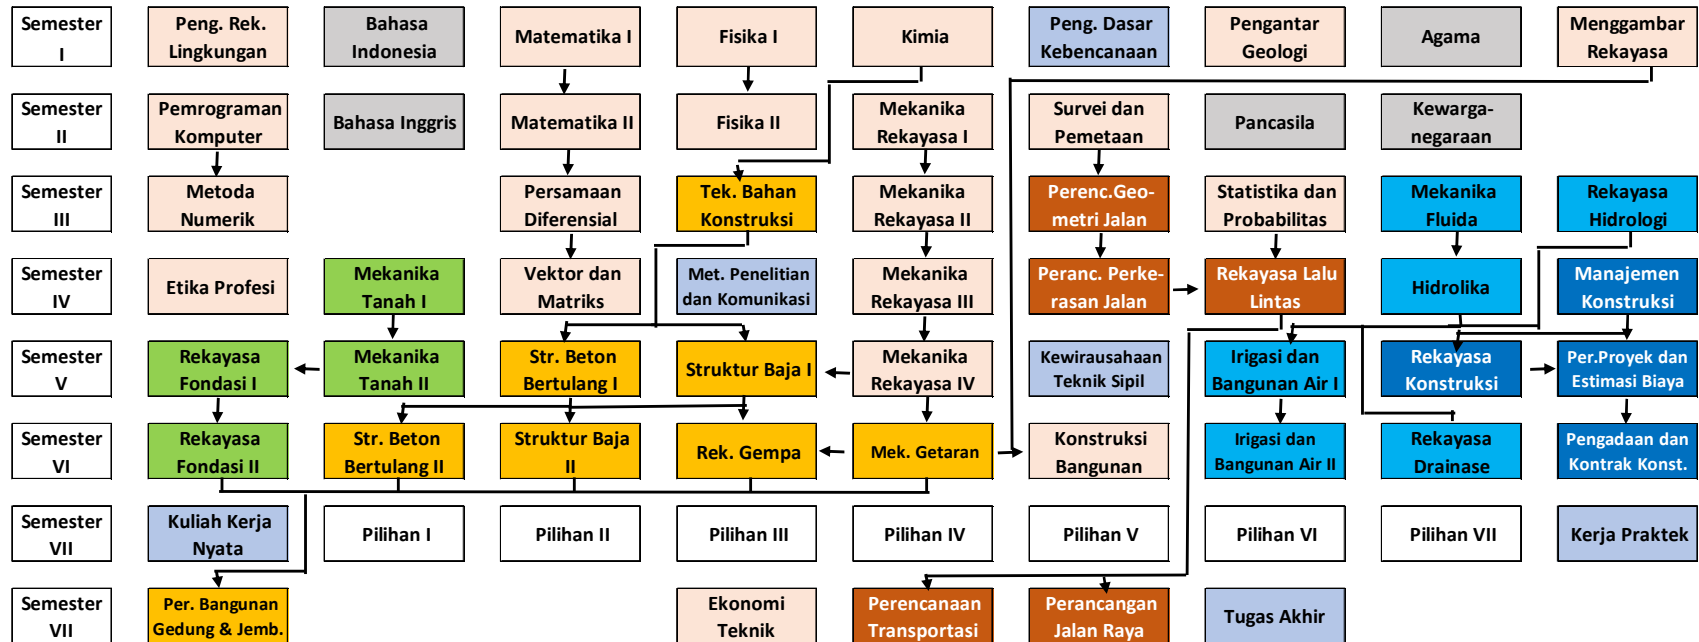 Semester
I
Peng. Rek.
Lingkungan
Bahasa
Indonesia
Matematika I
Fisika I
Kimia
Peng. Dasar
Kebencanaan
Pengantar
Geologi
Agama
Menggambar
Rekayasa
Semester
II
Pemrograman
Komputer
Bahasa Inggris
Matematika II
Fisika II
Mekanika
Rekayasa I
Survei dan
Pemetaan
Pancasila
Kewarga-
negaraan
Semester
III
Metoda
Numerik
Persamaan
Diferensial
Tek. Bahan
Konstruksi
Mekanika
Rekayasa II
Perenc.Geo-
metri Jalan
Statistika dan
Probabilitas
Mekanika
Fluida
Rekayasa
Hidrologi
Semester
IV
Etika Profesi
Mekanika
Tanah I
Vektor dan
Matriks
Met. Penelitian
dan Komunikasi
Mekanika
Rekayasa III
Peranc. Perke-
rasan Jalan
Rekayasa Lalu
Lintas
Hidrolika
Manajemen
Konstruksi
Semester
V
Rekayasa
Fondasi I
Mekanika
Tanah II
Str. Beton
Bertulang I
Struktur Baja I
Mekanika
Rekayasa IV
Kewirausahaan
Teknik Sipil
Irigasi dan
Bangunan Air I
Rekayasa
Konstruksi
Per.Proyek dan
Estimasi Biaya
Semester
VI
Rekayasa
Fondasi II
Str. Beton
Bertulang II
Struktur Baja
II
Rek. Gempa
Mek. Getaran
Konstruksi
Bangunan
Irigasi dan
Bangunan Air II
Rekayasa
Drainase
Pengadaan dan
Kontrak Konst.
Semester
VII
Kuliah Kerja
Nyata
Pilihan I
Pilihan II
Pilihan III
Pilihan IV
Pilihan V
Pilihan VI
Pilihan VII
Kerja Praktek
Semester
VII
Per. Bangunan
Gedung & Jemb.
Ekonomi
Teknik
Perencanaan
Transportasi
Perancangan
Jalan Raya
Tugas Akhir